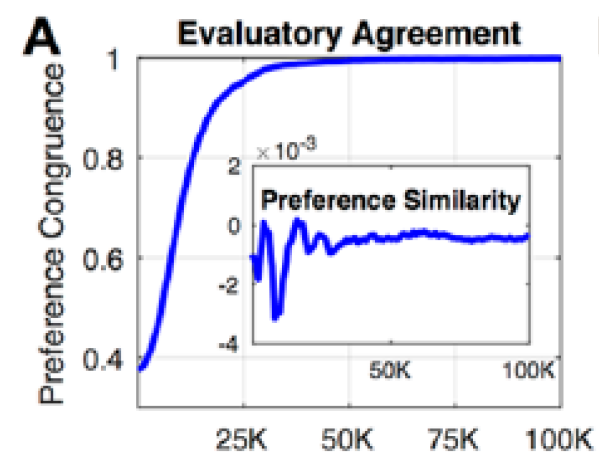 A
Evaluatory Agreement
Preference Congruence
1
0.8
0.6
0.4
25K 50K 75K 100K
× 10-3
Preference Similarity
2
0
-2
-4
50K 100K